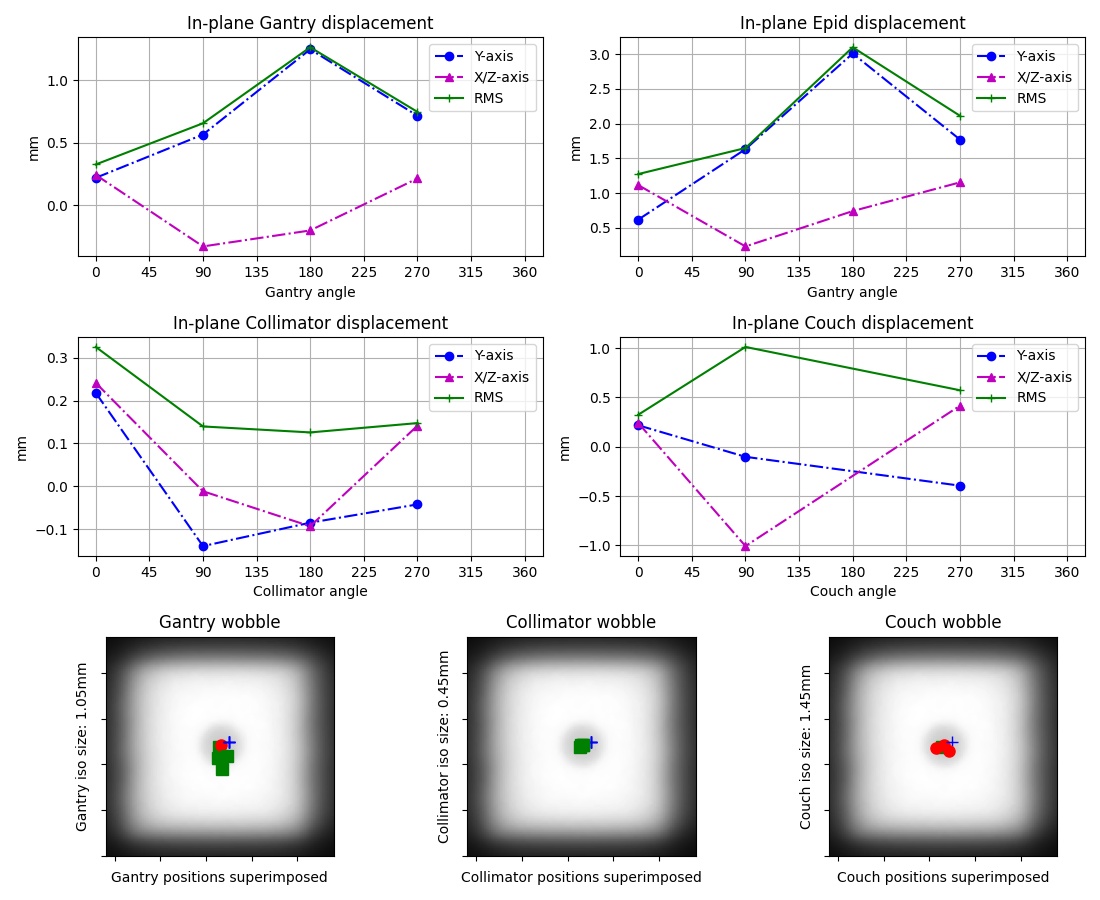 In-plane Gantry displacement
mm
1.0
0.5
0.0
Y-axis
X/Z-axis
RMS
0 45 90 135 180 225 270 315 360
Gantry angle
In-plane Epid displacement
mm
3.0
2.5
2.0
1.5
1.0
0.5
Y-axis
X/Z-axis
RMS
0 45 90 135 180 225 270 315 360
Gantry angle
In-plane Collimator displacement
mm
0.3
0.2
0.1
0.0
−0.1
Y-axis
X/Z-axis
RMS
0 45 90 135 180 225 270 315 360
Collimator angle
In-plane Couch displacement
mm
1.0
0.5
0.0
−0.5
−1.0
Y-axis
X/Z-axis
RMS
0 45 90 135 180 225 270 315 360
Couch angle
Gantry wobble
Gantry iso size: 1.05mm
Gantry positions superimposed
Collimator wobble
Collimator iso size: 0.45mm
Collimator positions superimposed
Couch wobble
Couch iso size: 1.45mm
Couch positions superimposed